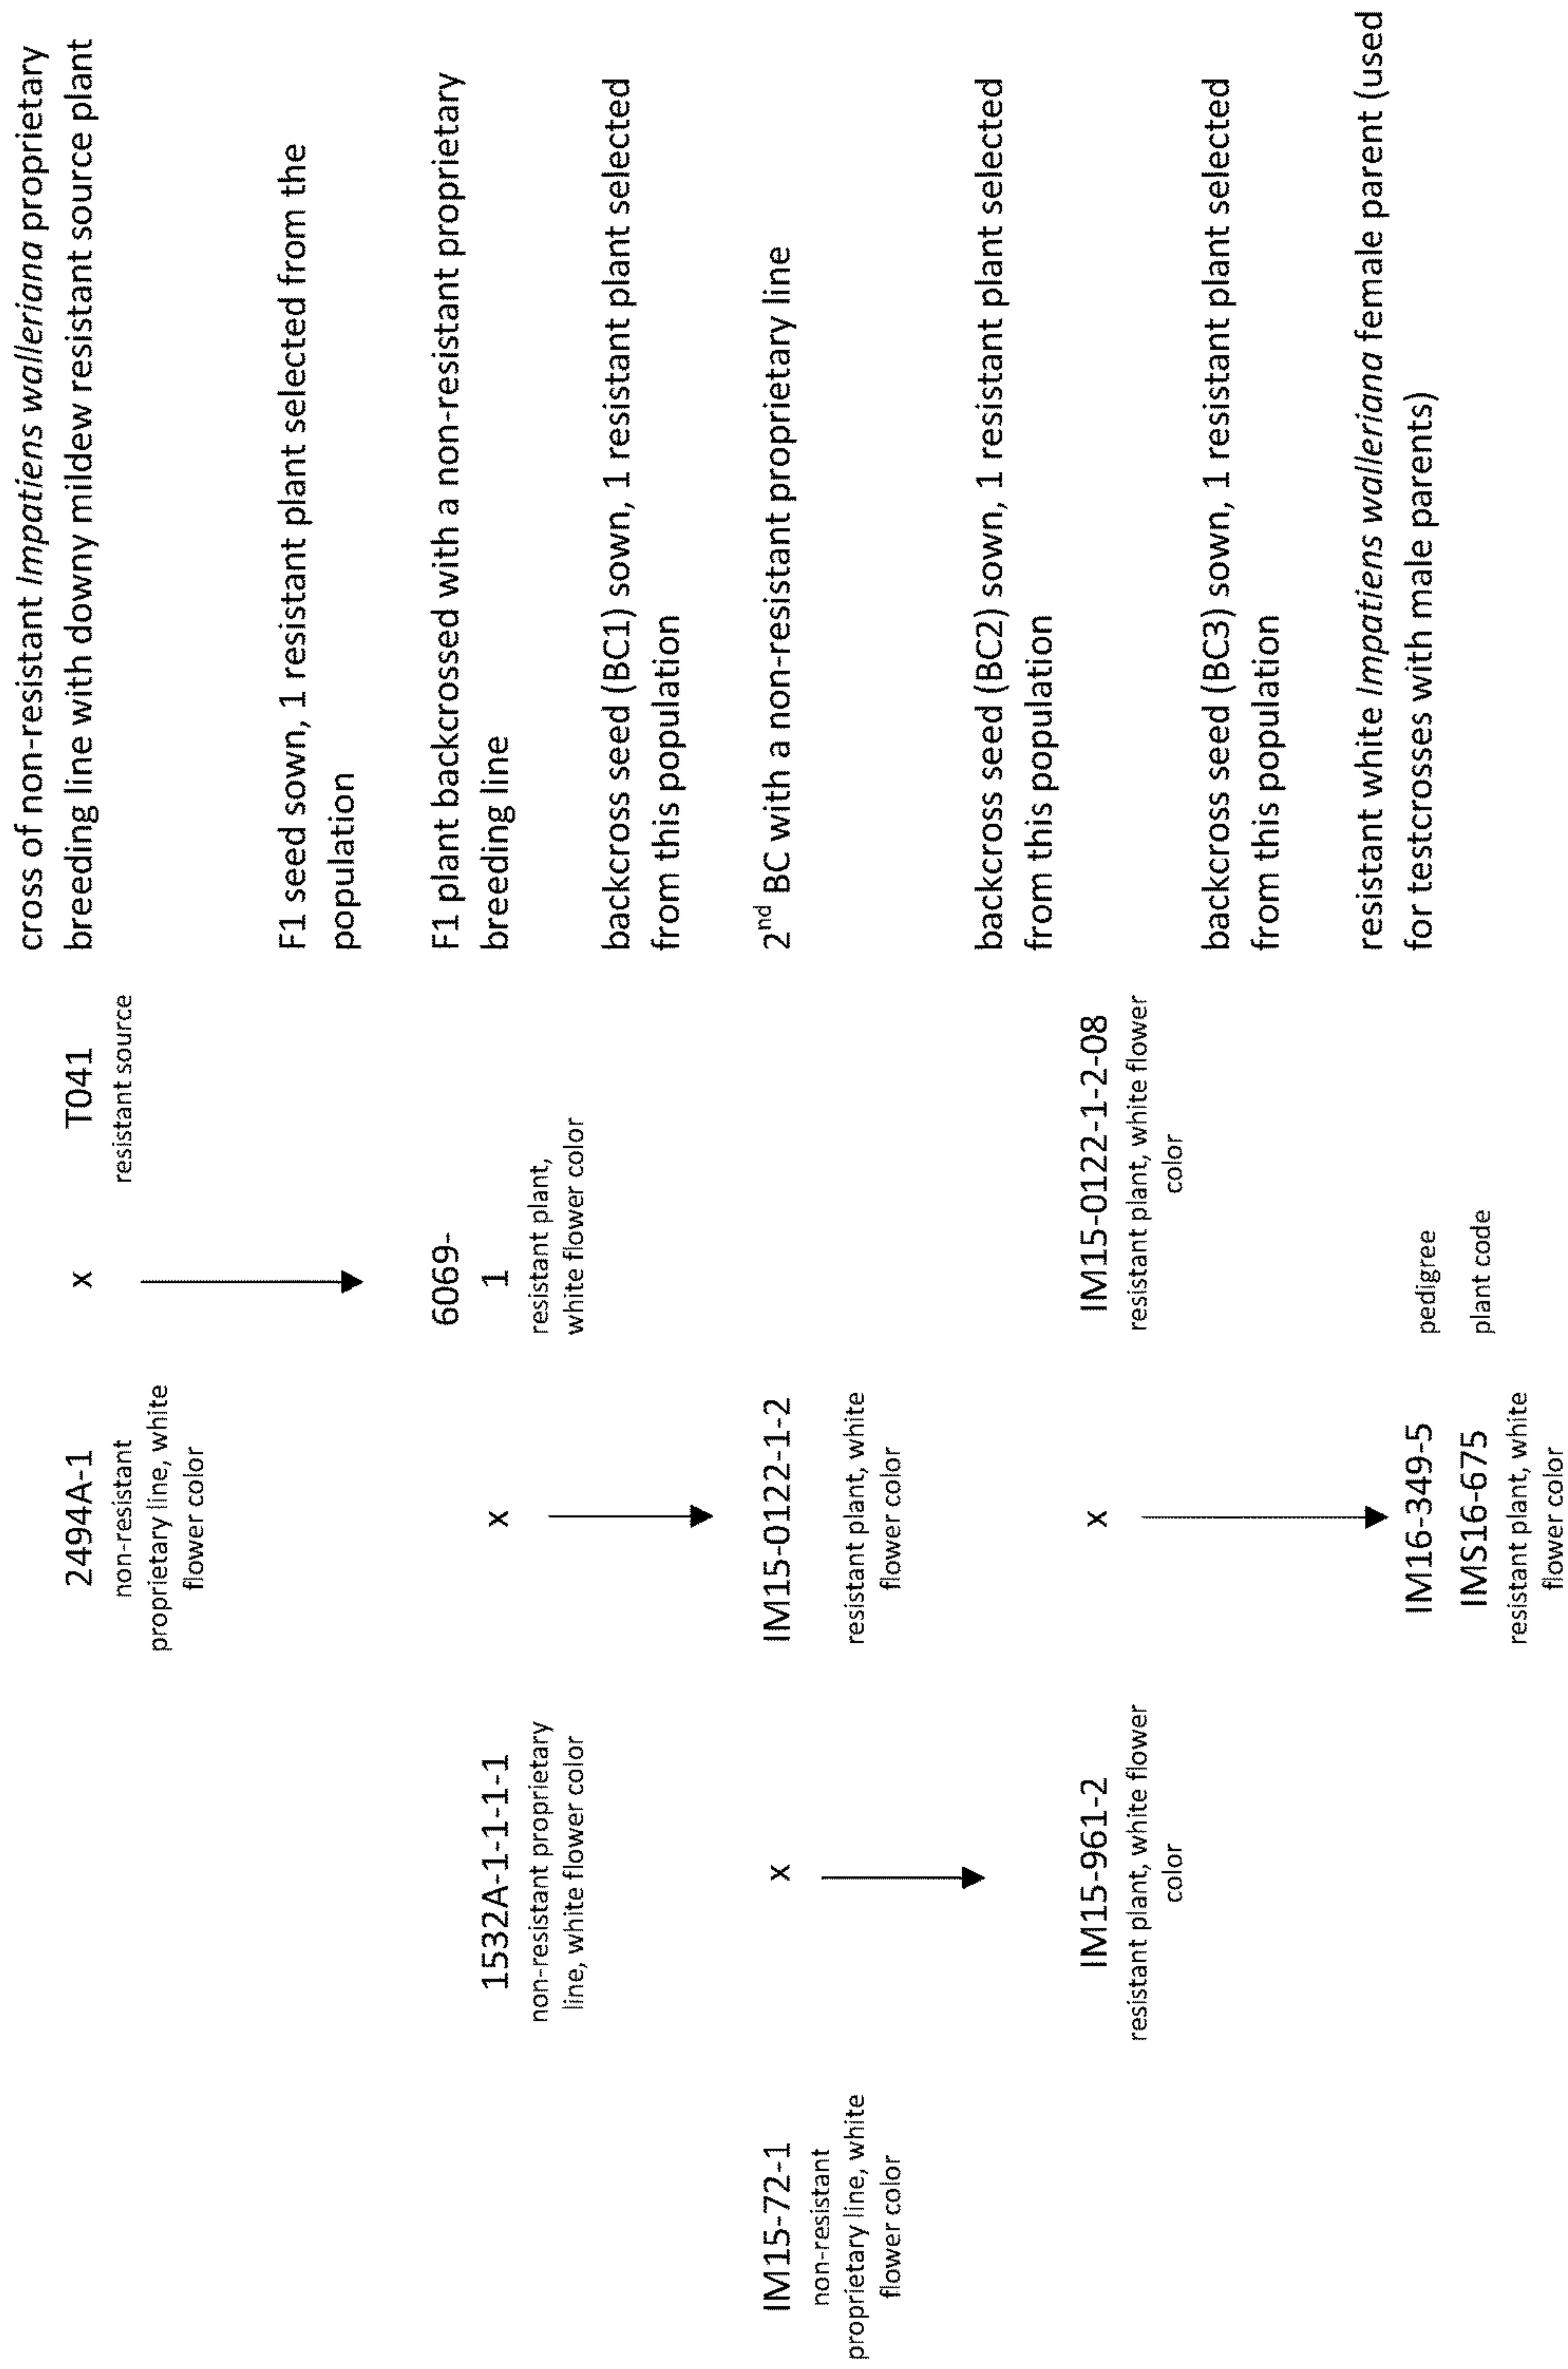 2494A-1
non-resistant
proprietary line, white
flower color
x
T041
resistant source
cross of non-resistant Impatiens walleriana proprietary
breeding line with downy mildew resistant source plant
F1 seed sown, 1 resistant plant selected from the
population
1532A-1-1-1-1
non-resistant proprietary
line, white flower color
x
6069-
1
resistant plant,
white flower color
F1 plant backcrossed with a non-resistant proprietary
breeding line
backcross seed (BC1) sown, 1 resistant plant selected
from this population
IM15-72-1
non-resistant
proprietary line, white
flower color
x
IM15-0122-1-2
resistant plant, white
flower color
2nd BC with a non-resistant proprietary line
backcross seed (BC2) sown, 1 resistant plant selected
from this population
IM15-961-2
resistant plant, white flower
color
x
IM15-0122-1-2-08
resistant plant, white flower
color
backcross seed (BC3) sown, 1 resistant plant selected
from this population
IM16-349-5
pedigree
IMS16-675
plant code
resistant plant, white
flower color
resistant white Impatiens walleriana female parent (used
for testcrosses with male parents)